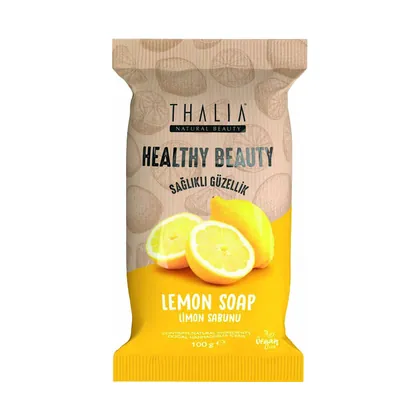 THALIA
NATURAL BEAUTY
HEALTHY BEAUTY
SAĞLIKLI GÜZELLİK
LEMON SOAP
LİMON SABUNU
100 g ℮
Vegan